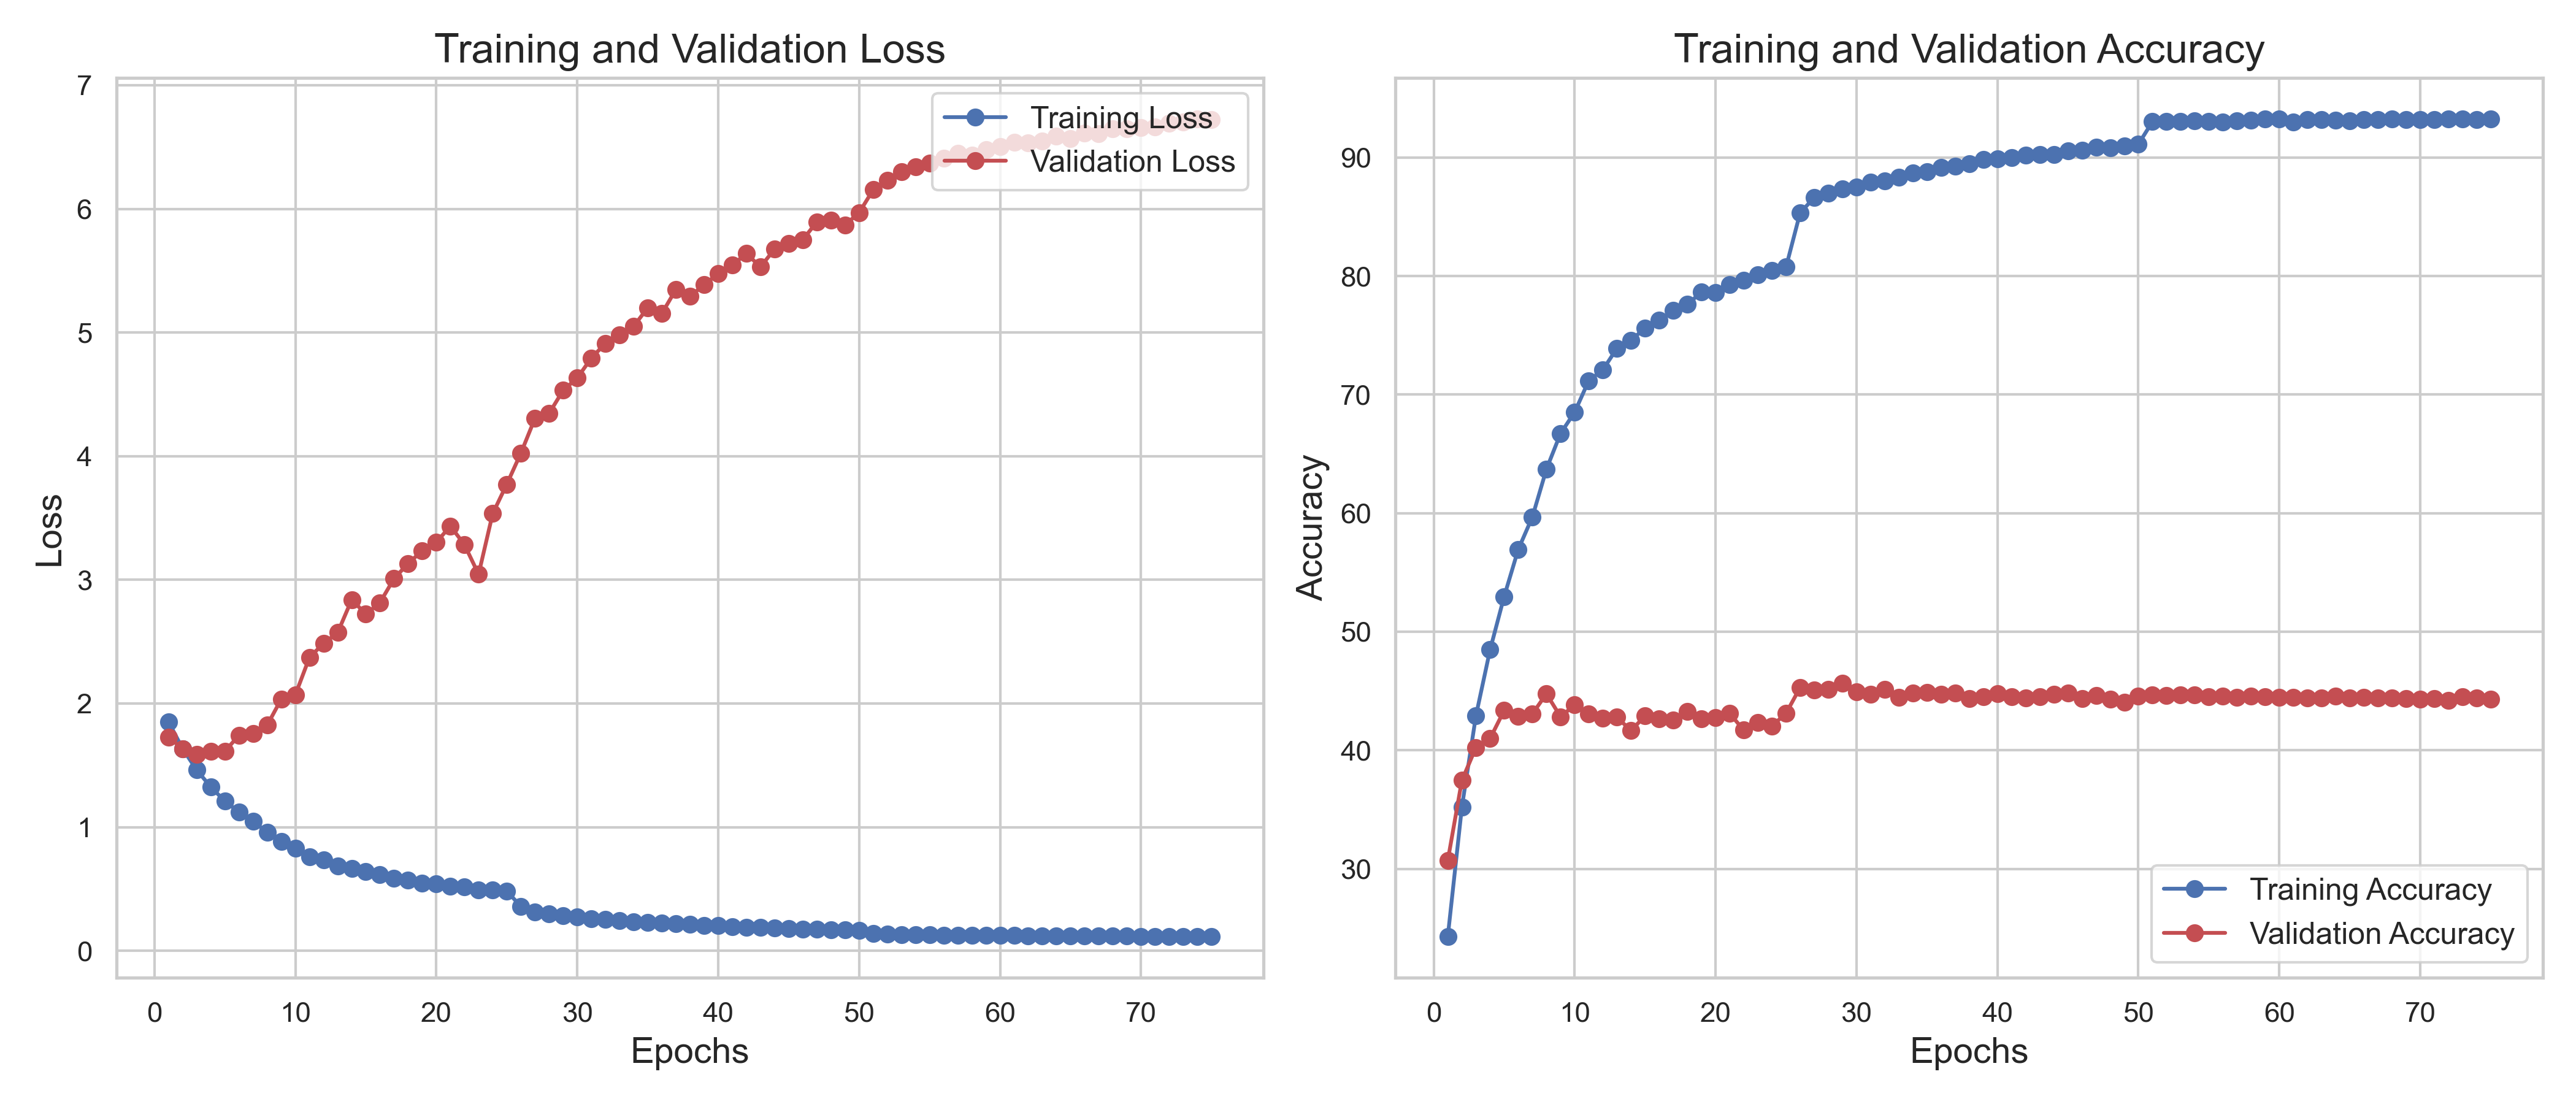 Training and Validation Loss
7
6
5
4
3
2
1
0
Loss
Training Loss
Validation Loss
0 10 20 30 40 50 60 70
Epochs
Training and Validation Accuracy
90
80
70
60
50
40
30
Accuracy
Training Accuracy
Validation Accuracy
0 10 20 30 40 50 60 70
Epochs